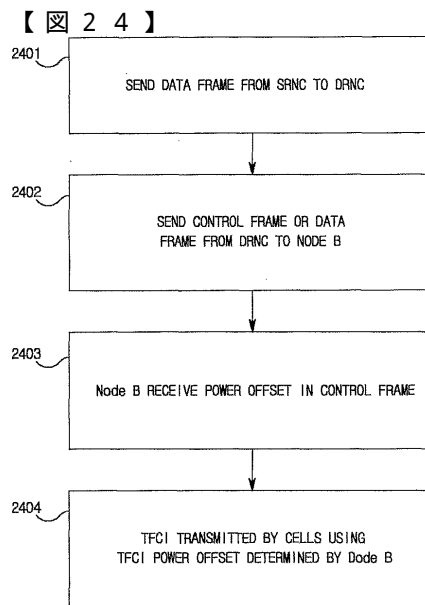 【図２４】
2401
SEND DATA FRAME FROM SRNC TO DRNC
2402
SEND CONTROL FRAME OR DATA
FRAME FROM DRNC TO NODE B
2403
Node B RECEIVE POWER OFFSET IN CONTROL FRAME
2404
TFCI TRANSMITTED BY CELLS USING
TFCI POWER OFFSET DETERMINED BY Dode B